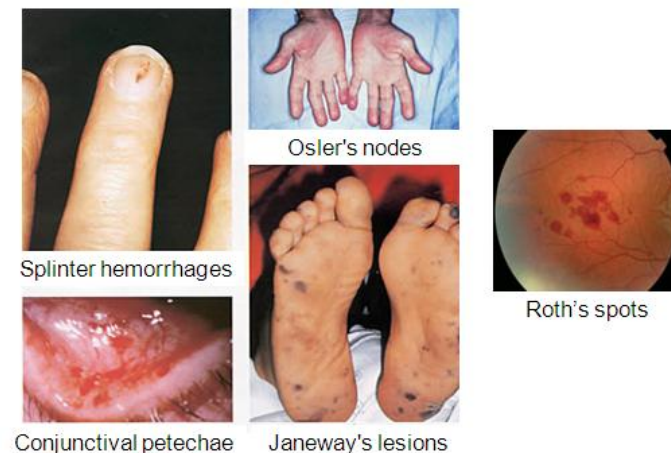 Splinter hemorrhages
Osler's nodes
Conjunctival petechae
Janeway's lesions
Roth's spots